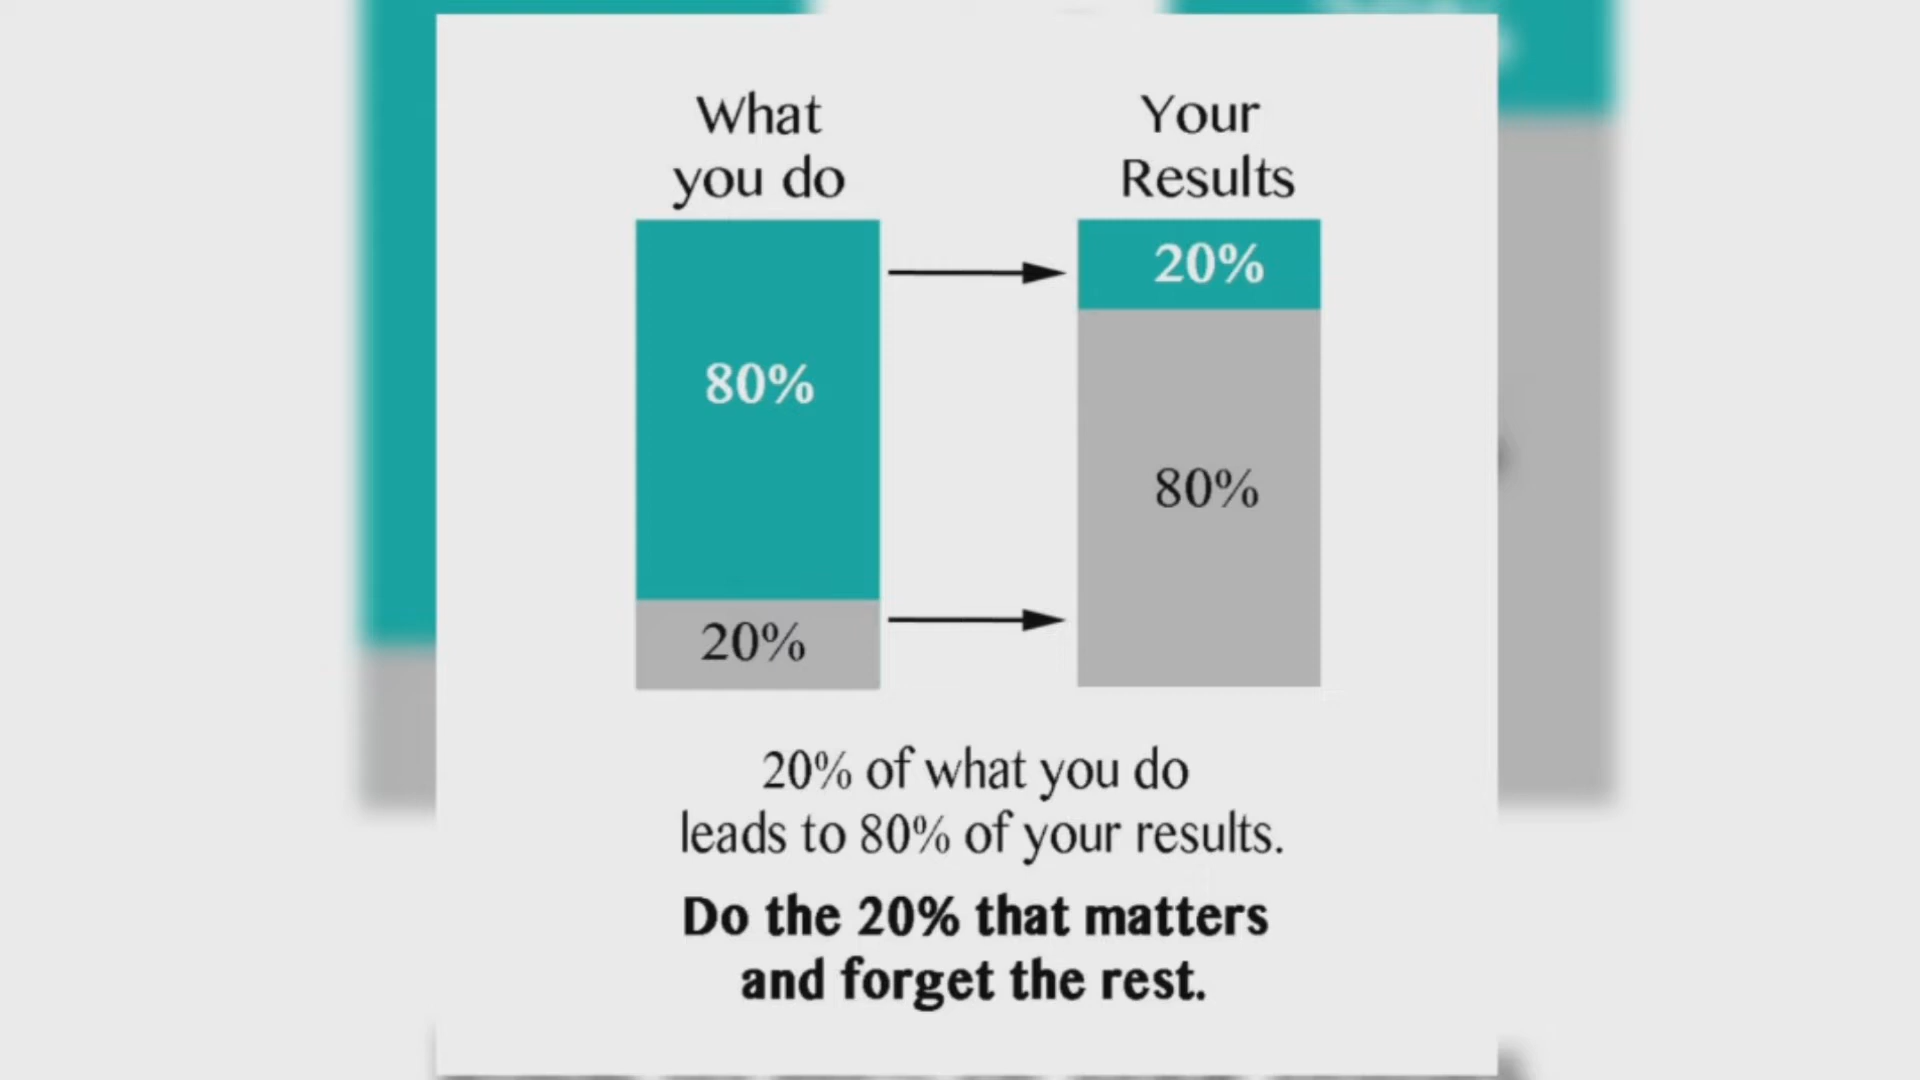 What
you do
Your
Results
80%
20%
20%
80%
20% of what you do
leads to 80% of your results.
Do the 20% that matters
and forget the rest.